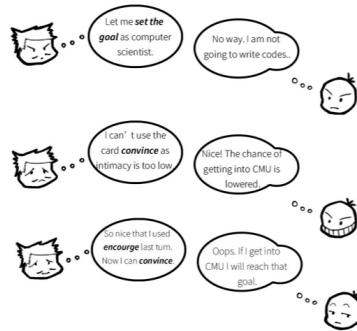 Let me set the
goal as computer
scientist.
No way. I am not
going to write codes..
I can't use the
card convince as
intimacy is too low.
Nice! The chance of
getting into CMU is
lowered.
So nice that I used
encourge last turn.
Now I can convince.
Oops. If I get into
CMU I will reach that
goal.